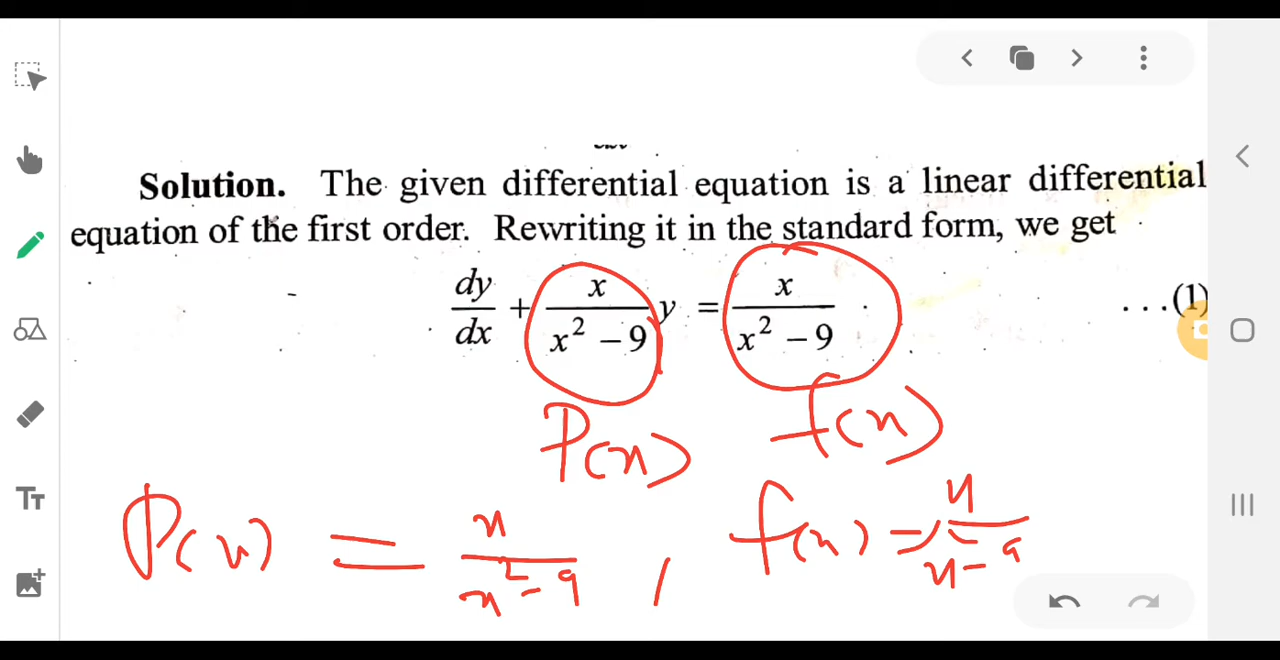 Solution. The given differential equation is a linear differential
equation of the first order. Rewriting it in the standard form, we get
dy/dx + x/(x² − 9) y = x/(x² − 9) ...(1)
P(x) f(x)
P(x) = x/(x² − 9) , f(x) = x/(x² − 9)
TT